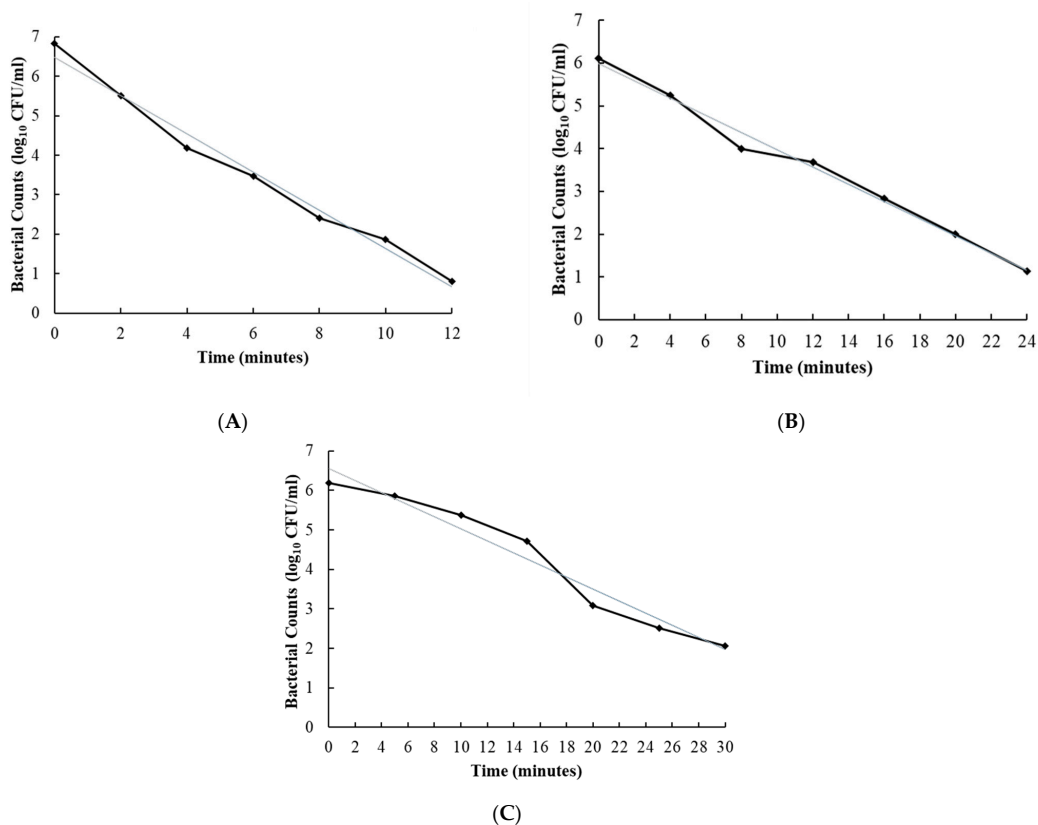 7
6
5
4
3
2
1
0
Bacterial Counts (log₁₀ CFU/ml)
0 2 4 6 8 10 12
Time (minutes)
(A)
7
6
5
4
3
2
1
0
Bacterial Counts (log₁₀ CFU/ml)
0 2 4 6 8 10 12 14 16 18 20 22 24
Time (minutes)
(B)
7
6
5
4
3
2
1
0
Bacterial Counts (log₁₀ CFU/ml)
0 2 4 6 8 10 12 14 16 18 20 22 24 26 28 30
Time (minutes)
(C)